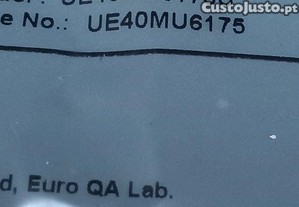 CustoJusto.pt
e No.: UE40MU6175
d, Euro QA Lab.